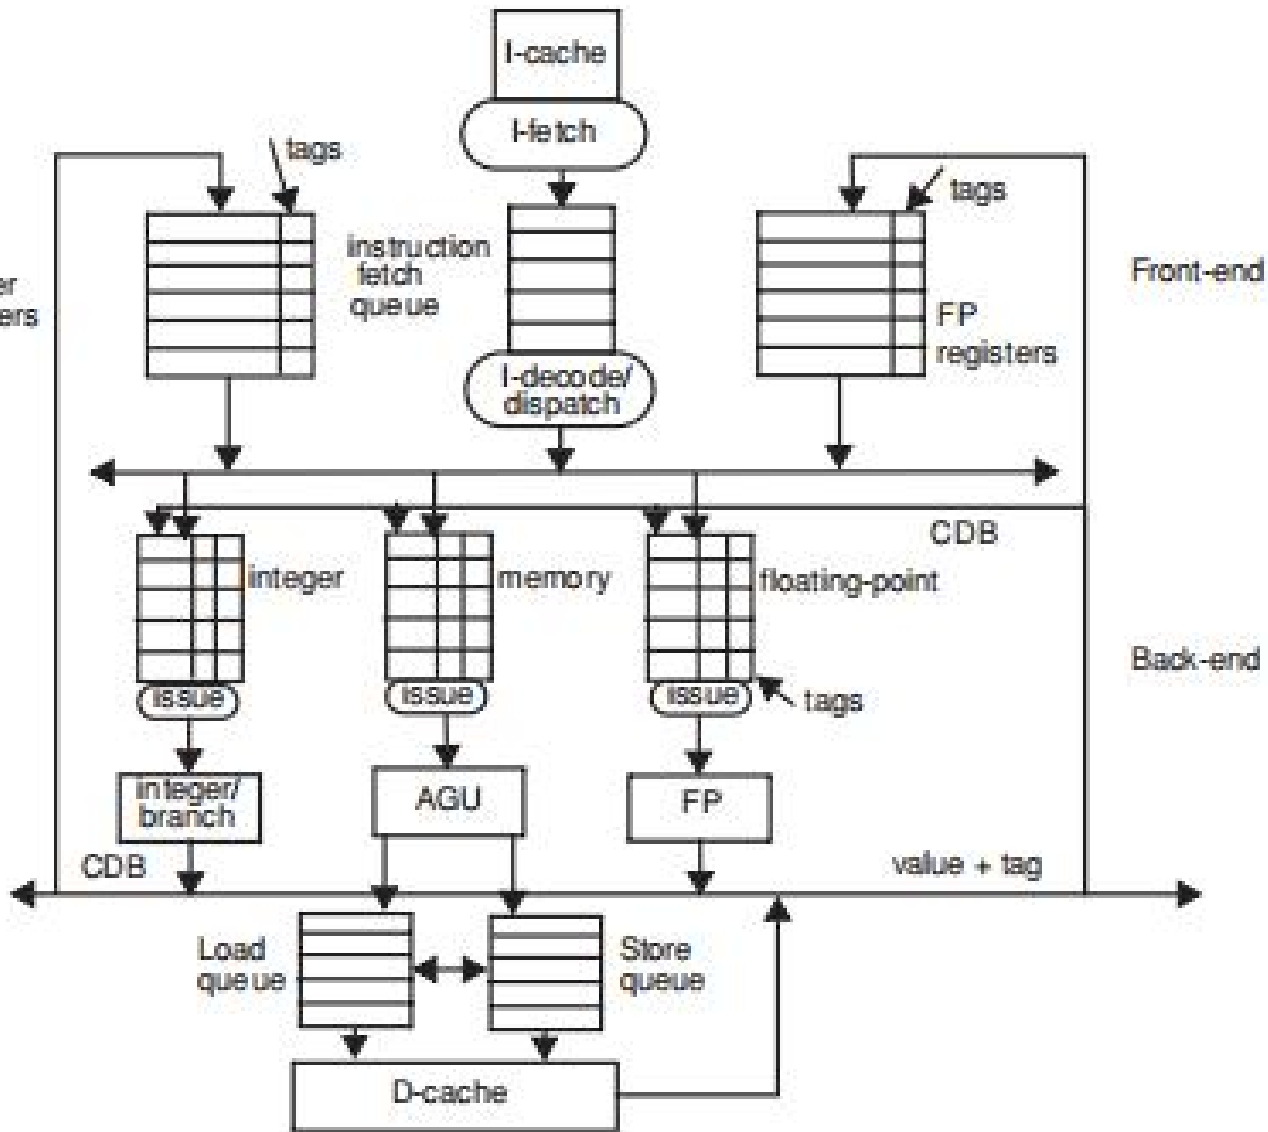 I-cache
I-fetch
tags
tags
instruction
fetch
queue
Front-end
FP
registers
I-decode/
dispatch
CDB
integer
memory
floating-point
Back-end
issue
issue
issue
tags
integer/
branch
AGU
FP
CDB
value + tag
Load
queue
Store
queue
D-cache